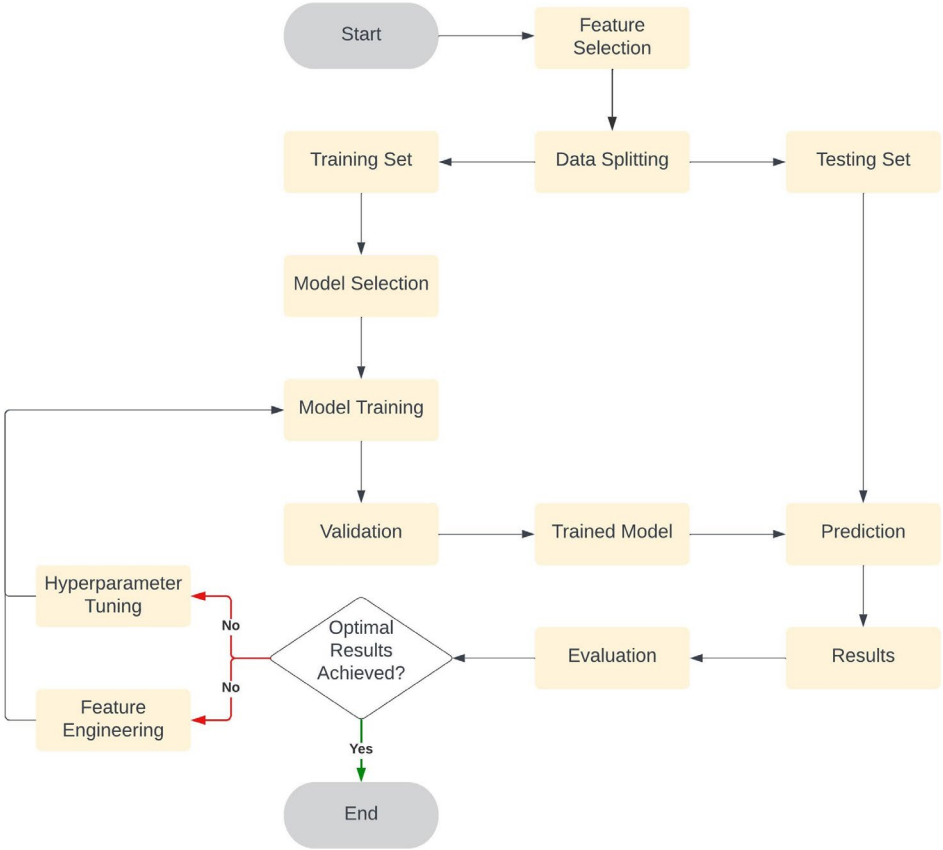 Start
Feature
Selection
Training Set
Data Splitting
Testing Set
Model Selection
Model Training
Validation
Trained Model
Prediction
Hyperparameter
Tuning
No
Optimal
Results
Achieved?
Evaluation
Results
No
Feature
Engineering
Yes
End